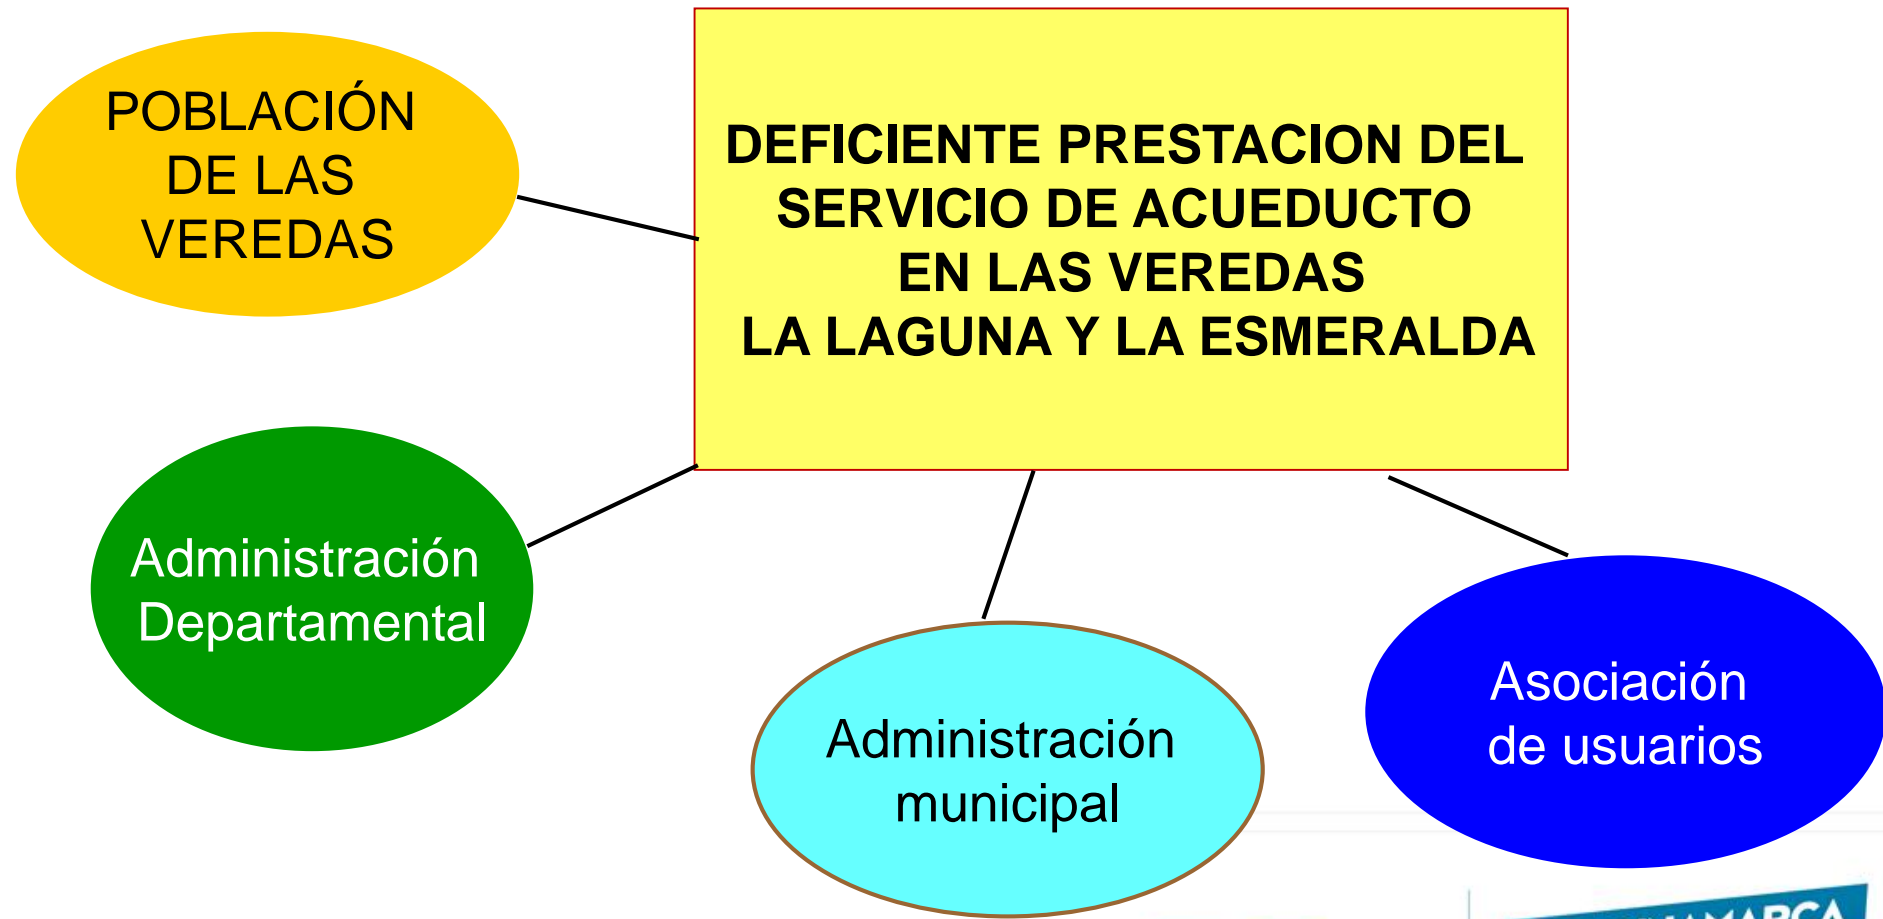 POBLACIÓN
DE LAS
VEREDAS
DEFICIENTE PRESTACION DEL
SERVICIO DE ACUEDUCTO
EN LAS VEREDAS
LA LAGUNA Y LA ESMERALDA
Administración
Departamental
Administración
municipal
Asociación
de usuarios